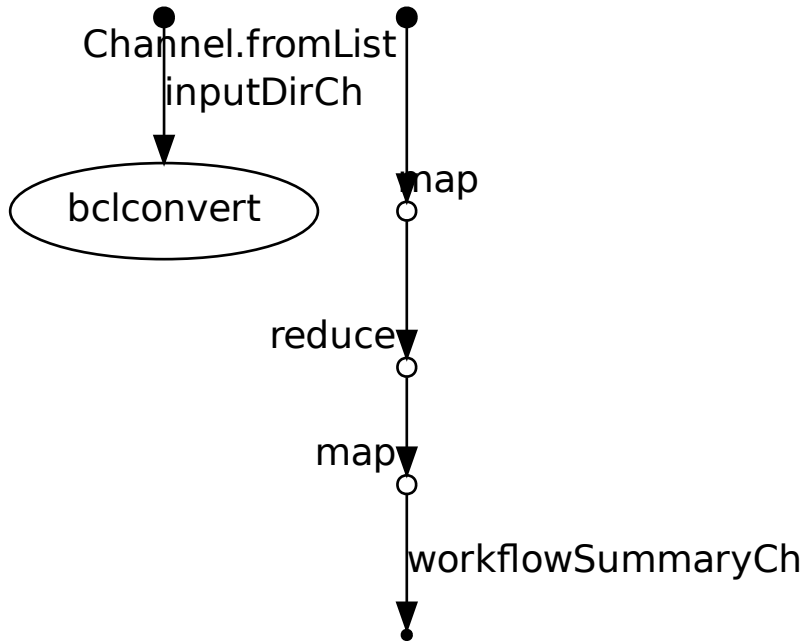 Channel.fromList
inputDirCh
map
bclconvert
reduce
map
workflowSummaryCh